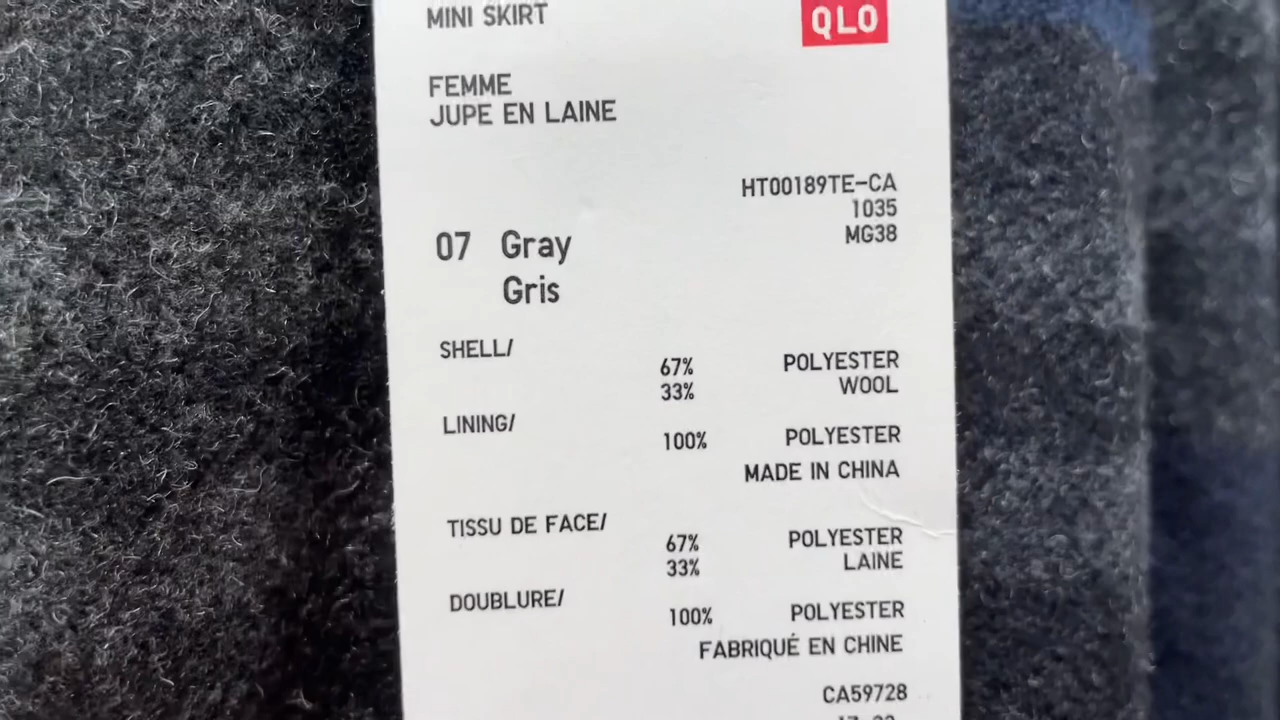 MINI SKIRT
QLO
FEMME
JUPE EN LAINE
HT00189TE-CA
1035
MG38
07 Gray
Gris
SHELL/
67% POLYESTER
33% WOOL
LINING/
100% POLYESTER
MADE IN CHINA
TISSU DE FACE/
67% POLYESTER
33% LAINE
DOUBLURE/
100% POLYESTER
FABRIQUÉ EN CHINE
CA59728